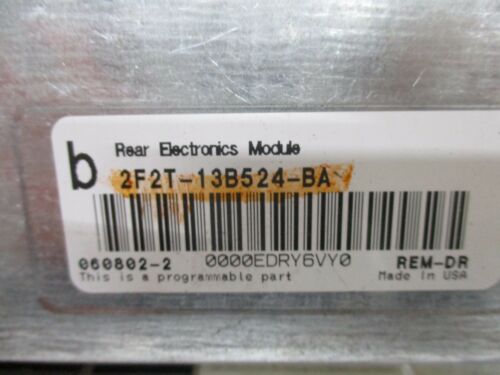 b
Rear Electronics Module
2F2T-13B524-BA
060802-2 0000EDRY6VY0 REM-DR
This is a programmable part Made In USA